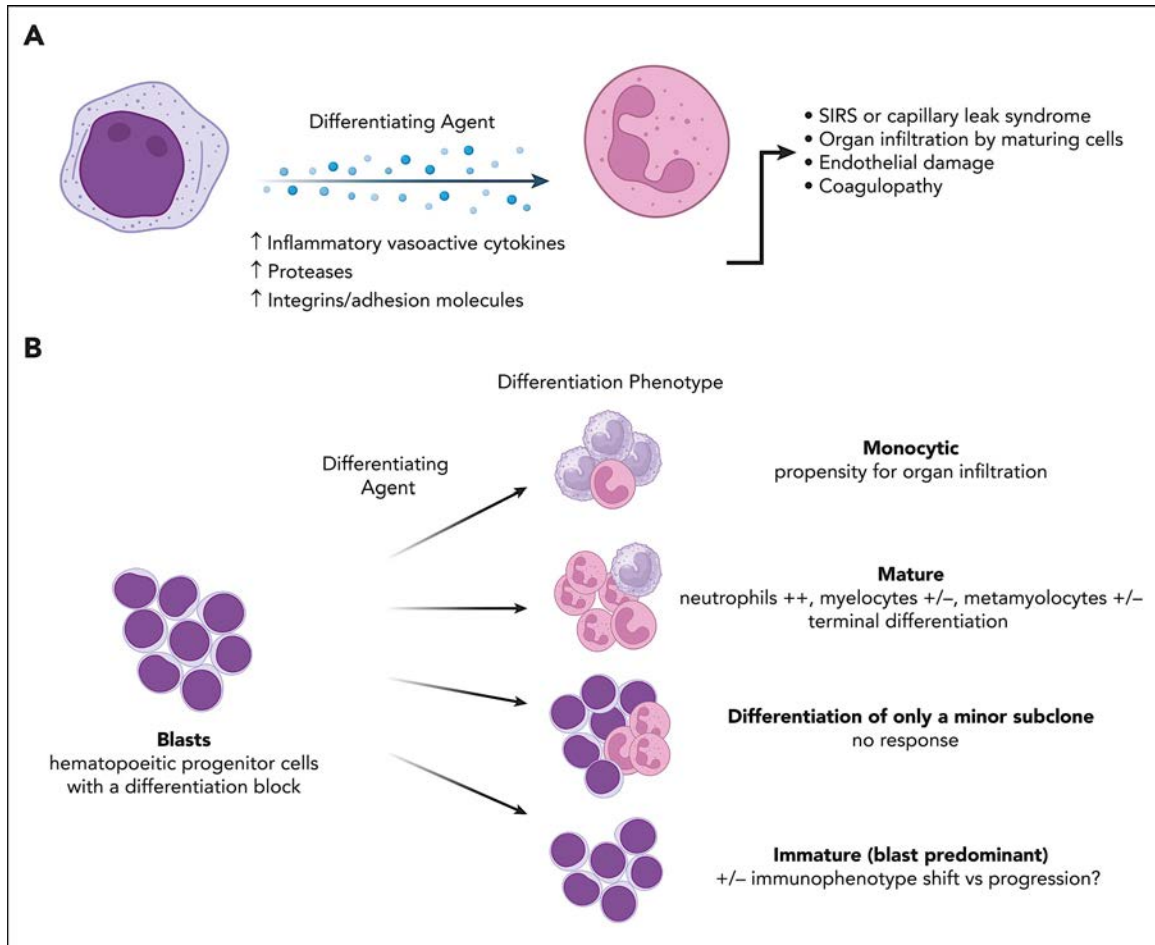 A
Differentiating Agent
↑ Inflammatory vasoactive cytokines
↑ Proteases
↑ Integrins/adhesion molecules
• SIRS or capillary leak syndrome
• Organ infiltration by maturing cells
• Endothelial damage
• Coagulopathy
B
Differentiation Phenotype
Differentiating
Agent
Blasts
hematopoeitic progenitor cells
with a differentiation block
Monocytic
propensity for organ infiltration
Mature
neutrophils ++, myelocytes +/–, metamyolocytes +/–
terminal differentiation
Differentiation of only a minor subclone
no response
Immature (blast predominant)
+/– immunophenotype shift vs progression?